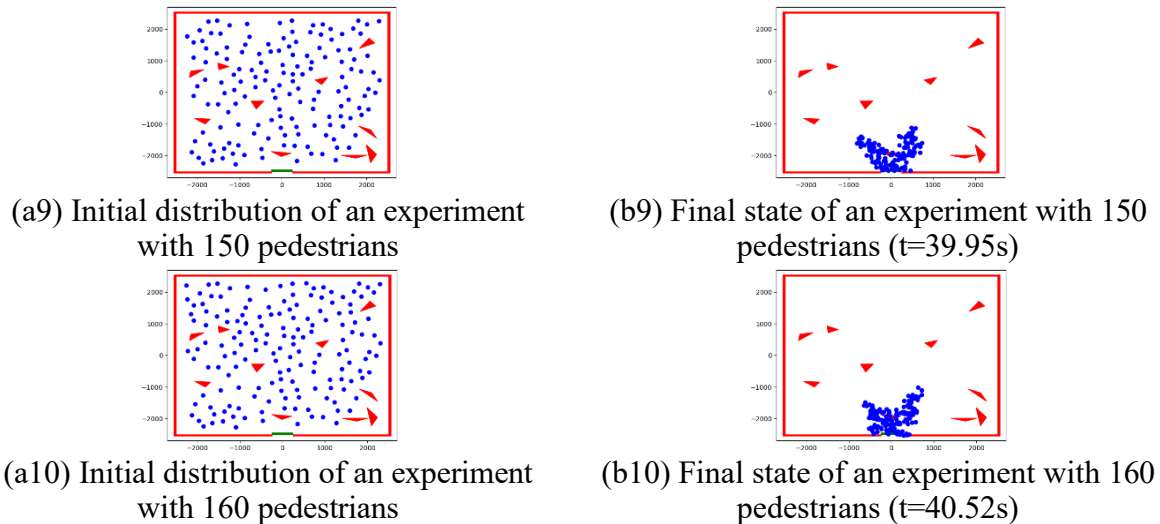 2000
1000
0
−1000
−2000
−2000 −1000 0 1000 2000
2000
1000
0
−1000
−2000
−2000 −1000 0 1000 2000
(a9) Initial distribution of an experiment
with 150 pedestrians
(b9) Final state of an experiment with 150
pedestrians (t=39.95s)
2000
1000
0
−1000
−2000
−2000 −1000 0 1000 2000
2000
1000
0
−1000
−2000
−2000 −1000 0 1000 2000
(a10) Initial distribution of an experiment
with 160 pedestrians
(b10) Final state of an experiment with 160
pedestrians (t=40.52s)